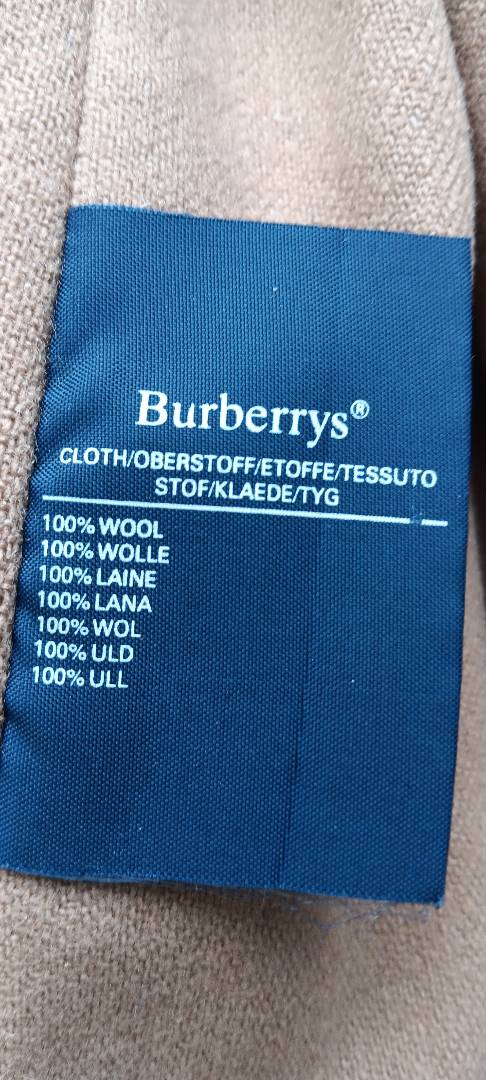 Burberrys®
CLOTH/OBERSTOFF/ETOFFE/TESSUTO
STOF/KLAEDE/TYG
100% WOOL
100% WOLLE
100% LAINE
100% LANA
100% WOL
100% ULD
100% ULL